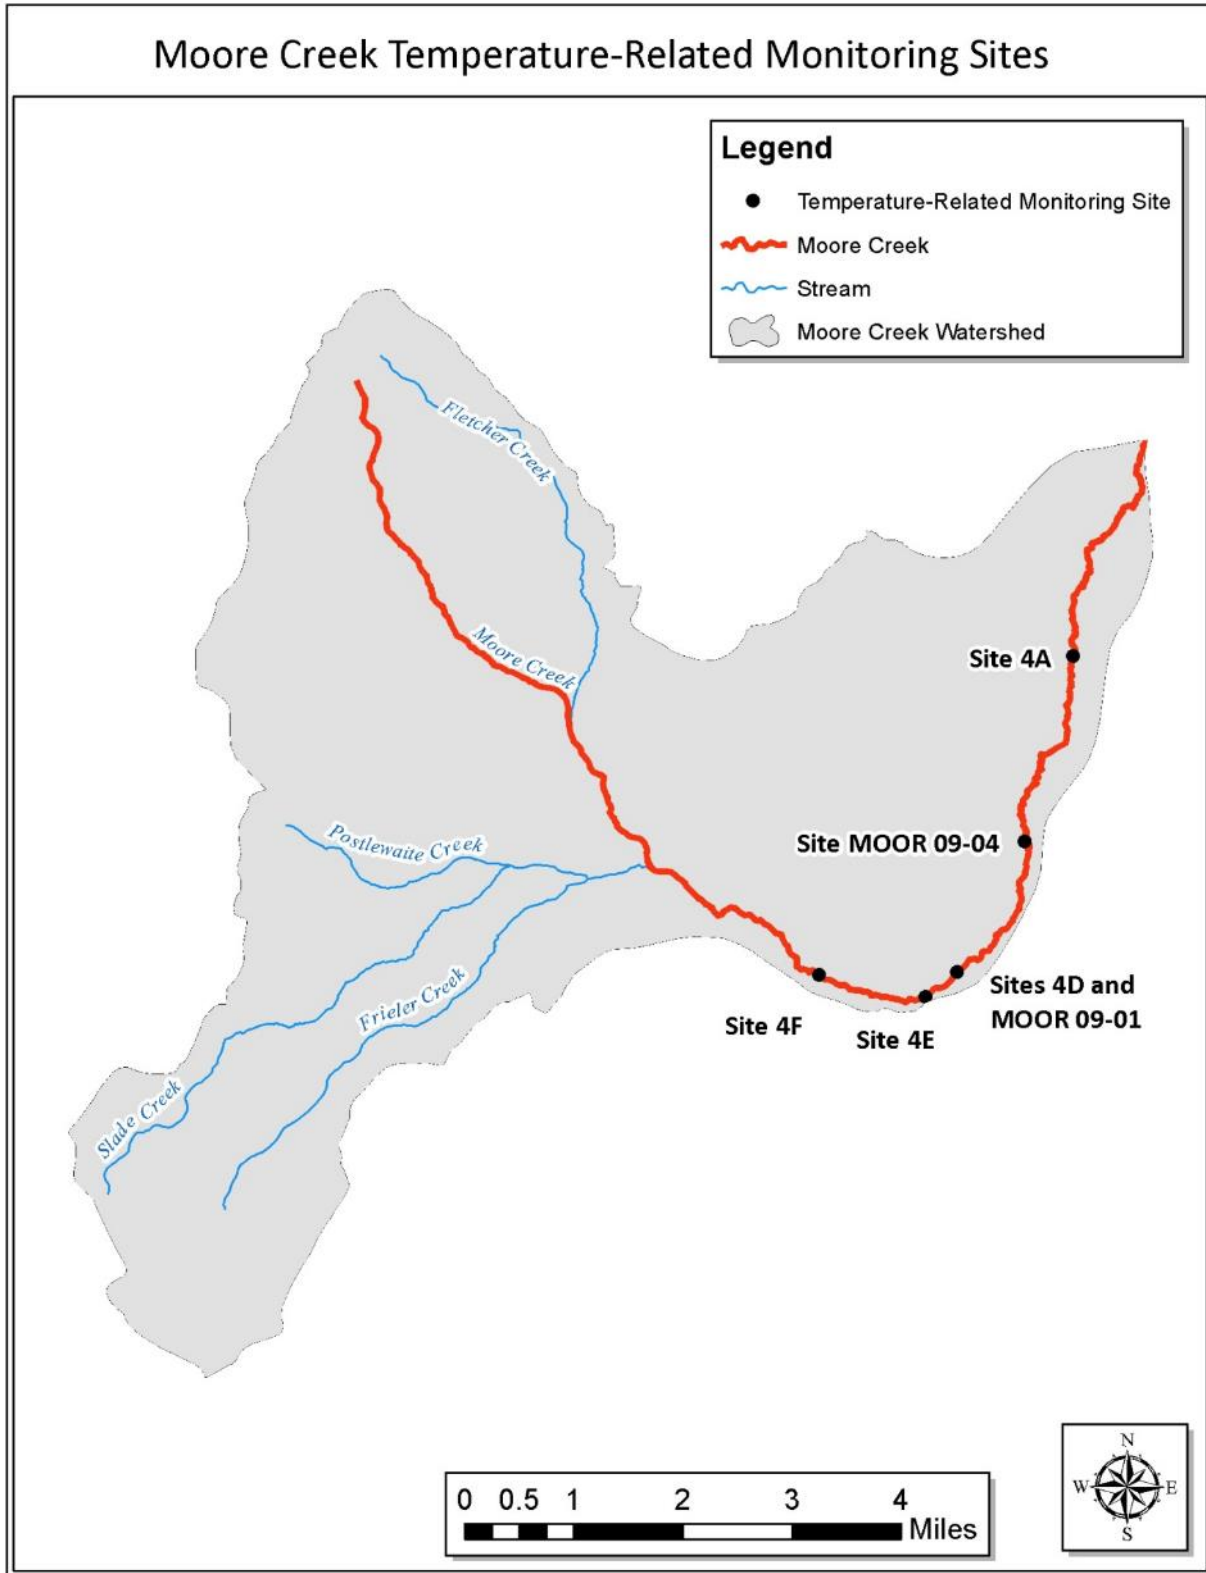 Moore Creek Temperature-Related Monitoring Sites
Legend
Temperature-Related Monitoring Site
Moore Creek
Stream
Moore Creek Watershed
Fletcher Creek
Moore Creek
Site 4A
Postlewaite Creek
Site MOOR 09-04
Frieler Creek
Sites 4D and
MOOR 09-01
Site 4F
Site 4E
Slade Creek
N
W E
S
0 0.5 1 2 3 4
Miles